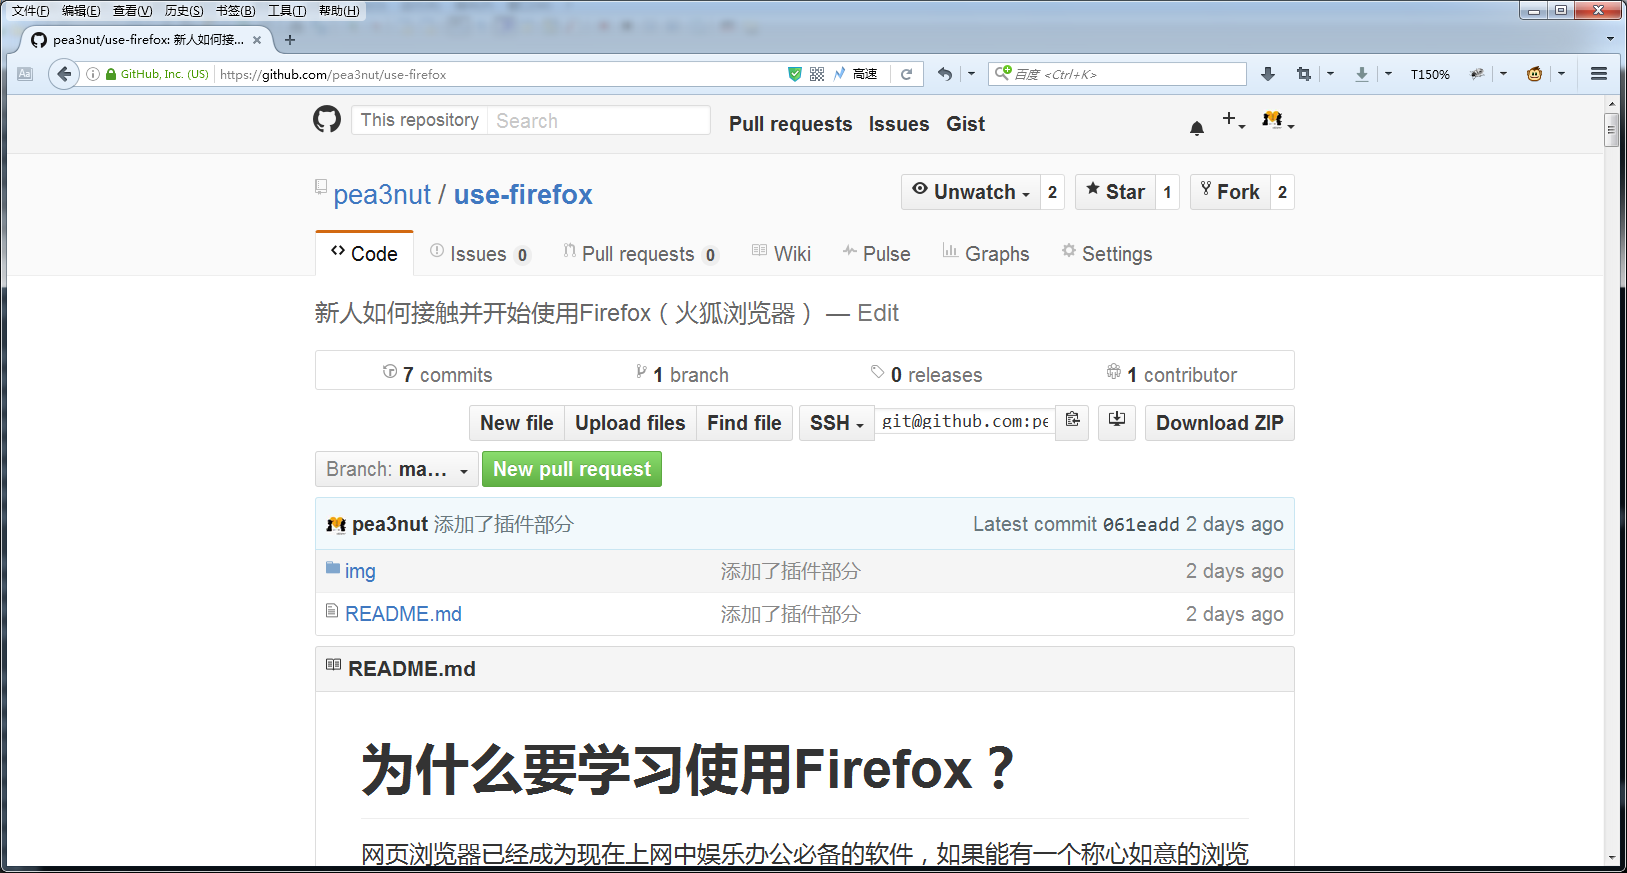 文件(F) 编辑(E) 查看(V) 历史(S) 书签(B) 工具(T) 帮助(H)
pea3nut/use-firefox: 新人如何接...
GitHub, Inc. (US) https://github.com/pea3nut/use-firefox 高速 百度 <Ctrl+K> T150%
This repository Search Pull requests Issues Gist
pea3nut / use-firefox Unwatch 2 Star 1 Fork 2
Code Issues 0 Pull requests 0 Wiki Pulse Graphs Settings
新人如何接触并开始使用Firefox（火狐浏览器） — Edit
7 commits 1 branch 0 releases 1 contributor
New file Upload files Find file SSH git@github.com:pe Download ZIP
Branch: ma... New pull request
pea3nut 添加了插件部分 Latest commit 061eadd 2 days ago
img 添加了插件部分 2 days ago
README.md 添加了插件部分 2 days ago
README.md
为什么要学习使用Firefox？
网页浏览器已经成为现在上网中娱乐办公必备的软件，如果能有一个称心如意的浏览